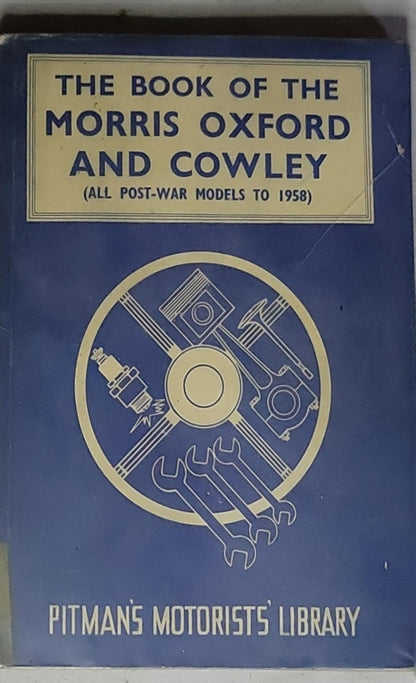 THE BOOK OF THE
MORRIS OXFORD
AND COWLEY
(ALL POST-WAR MODELS TO 1958)
PITMAN'S MOTORISTS' LIBRARY